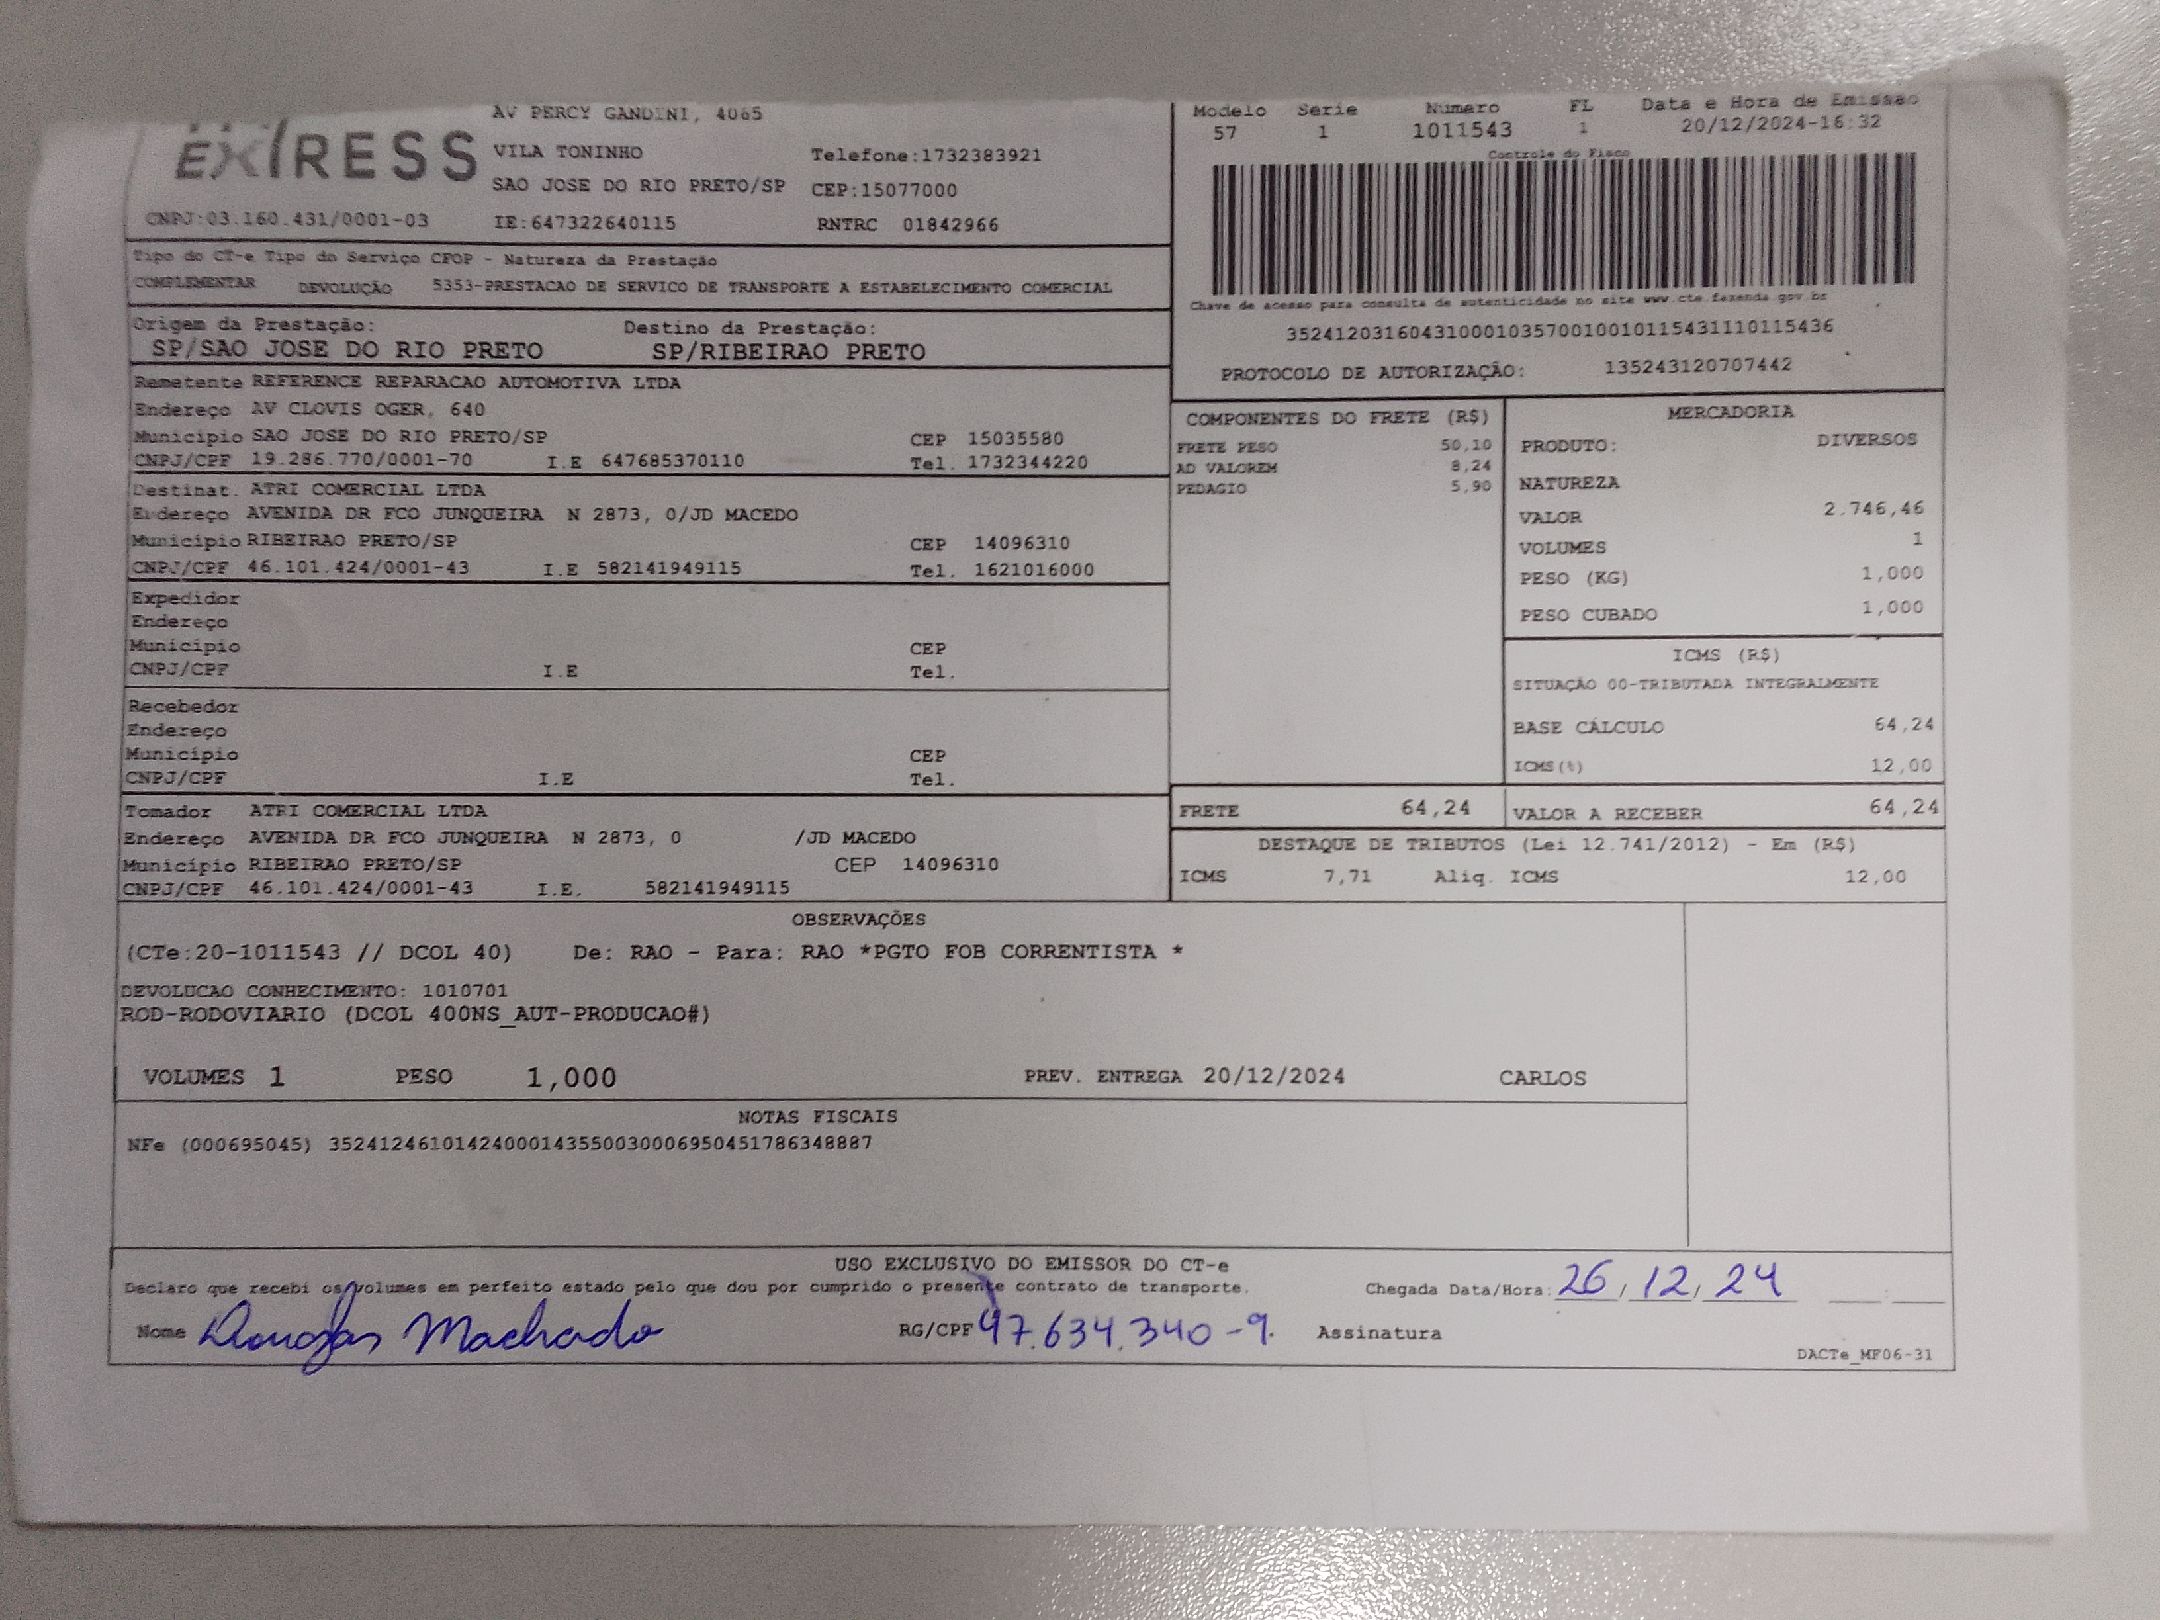 EXPRESS
AV PERCY GANDINI, 4065
VILA TONINHO Telefone:1732383921
SAO JOSE DO RIO PRETO/SP CEP:15077000
CNPJ:03.160.431/0001-03 IE:647322640115 RNTRC 01842966
Modelo Serie Número FL Data e Hora de Emissão
57 1 1011543 1 20/12/2024-16:32
Controle do Fisco
Chave de acesso para consulta de autenticidade no site www.cte.fazenda.gov.br
35241203160431000103570010010115431110115436
PROTOCOLO DE AUTORIZAÇÃO: 135243120707442
Tipo do CT-e Tipo do Serviço CFOP - Natureza da Prestação
COMPLEMENTAR DEVOLUÇÃO 5353-PRESTACAO DE SERVICO DE TRANSPORTE A ESTABELECIMENTO COMERCIAL
Origem da Prestação: Destino da Prestação:
SP/SAO JOSE DO RIO PRETO SP/RIBEIRAO PRETO
Remetente REFERENCE REPARACAO AUTOMOTIVA LTDA
Endereço AV CLOVIS OGER, 640
Município SAO JOSE DO RIO PRETO/SP CEP 15035580
CNPJ/CPF 19.286.770/0001-70 I.E 647685370110 Tel. 1732344220
Destinat. ATRI COMERCIAL LTDA
Endereço AVENIDA DR FCO JUNQUEIRA N 2873, 0/JD MACEDO
Município RIBEIRAO PRETO/SP CEP 14096310
CNPJ/CPF 46.101.424/0001-43 I.E 582141949115 Tel. 1621016000
Expedidor
Endereço
Município CEP
CNPJ/CPF I.E Tel.
Recebedor
Endereço
Município CEP
CNPJ/CPF I.E Tel.
Tomador ATRI COMERCIAL LTDA
Endereço AVENIDA DR FCO JUNQUEIRA N 2873, 0 /JD MACEDO
Município RIBEIRAO PRETO/SP CEP 14096310
CNPJ/CPF 46.101.424/0001-43 I.E. 582141949115
COMPONENTES DO FRETE (R$)
FRETE PESO 50,10
AD VALOREM 8,24
PEDAGIO 5,90
MERCADORIA
PRODUTO: DIVERSOS
NATUREZA
VALOR 2.746,46
VOLUMES 1
PESO (KG) 1,000
PESO CUBADO 1,000
ICMS (R$)
SITUAÇÃO 00-TRIBUTADA INTEGRALMENTE
BASE CÁLCULO 64,24
ICMS(%) 12,00
FRETE 64,24 VALOR A RECEBER 64,24
DESTAQUE DE TRIBUTOS (Lei 12.741/2012) - Em (R$)
ICMS 7,71 Aliq. ICMS 12,00
OBSERVAÇÕES
(CTe:20-1011543 // DCOL 40) De: RAO - Para: RAO *PGTO FOB CORRENTISTA *
DEVOLUCAO CONHECIMENTO: 1010701
ROD-RODOVIARIO (DCOL 400NS_AUT-PRODUCAO#)
VOLUMES 1 PESO 1,000 PREV. ENTREGA 20/12/2024 CARLOS
NOTAS FISCAIS
NFe (000695045) 35241246101424000143550030006950451786348887
USO EXCLUSIVO DO EMISSOR DO CT-e
Declaro que recebi os volumes em perfeito estado pelo que dou por cumprido o presente contrato de transporte. Chegada Data/Hora: 26/12/24
Nome Douglas Machado RG/CPF 47.634.340-9. Assinatura
DACTe_MF06-31